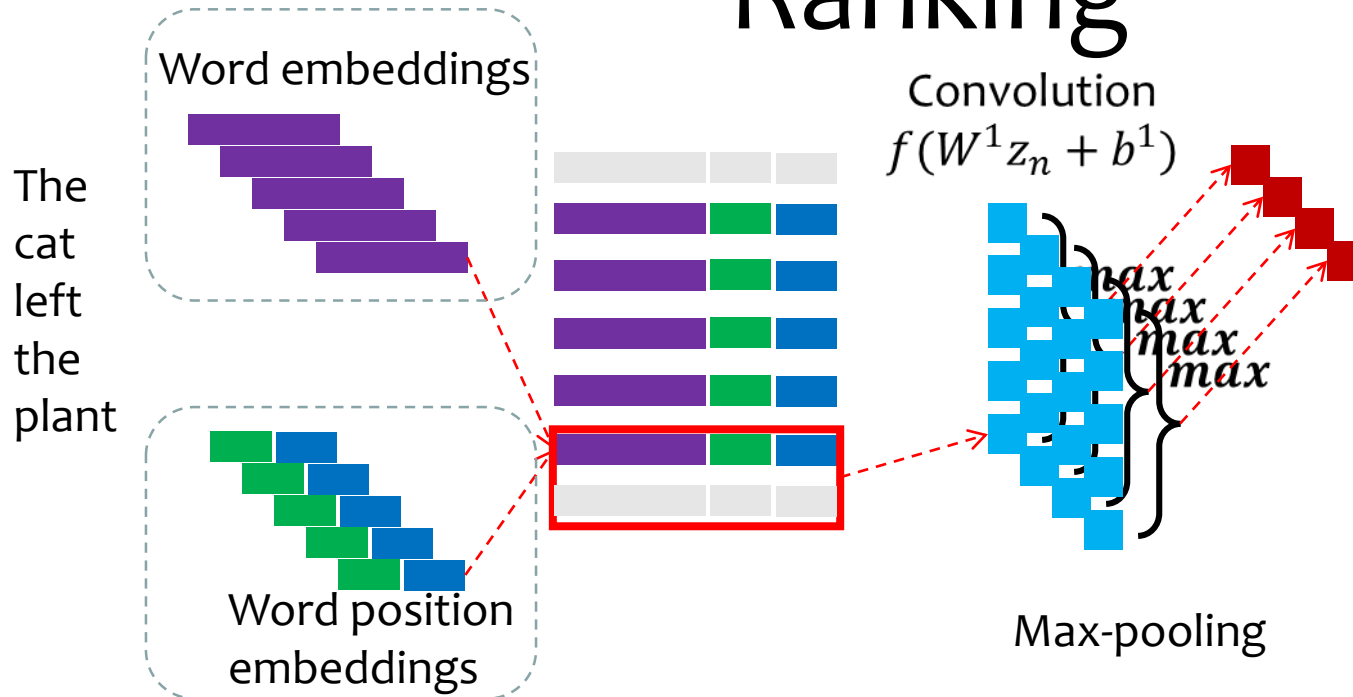 Ranking
Word embeddings
Convolution
f(W¹z_n + b¹)
The
cat
left
the
plant
max
max
max
max
Word position
embeddings
Max-pooling